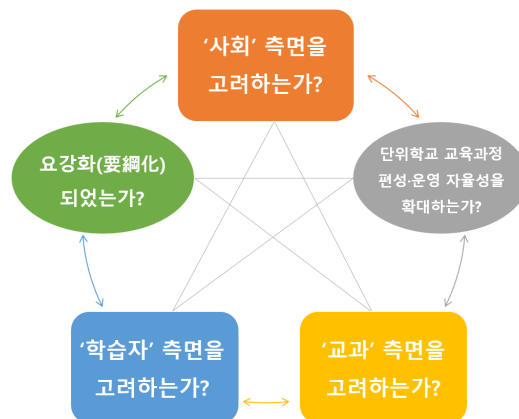 ‘사회’ 측면을
고려하는가?
요강화(要綱化)
되었는가?
단위학교 교육과정
편성·운영 자율성을
확대하는가?
‘학습자’ 측면을
고려하는가?
‘교과’ 측면을
고려하는가?